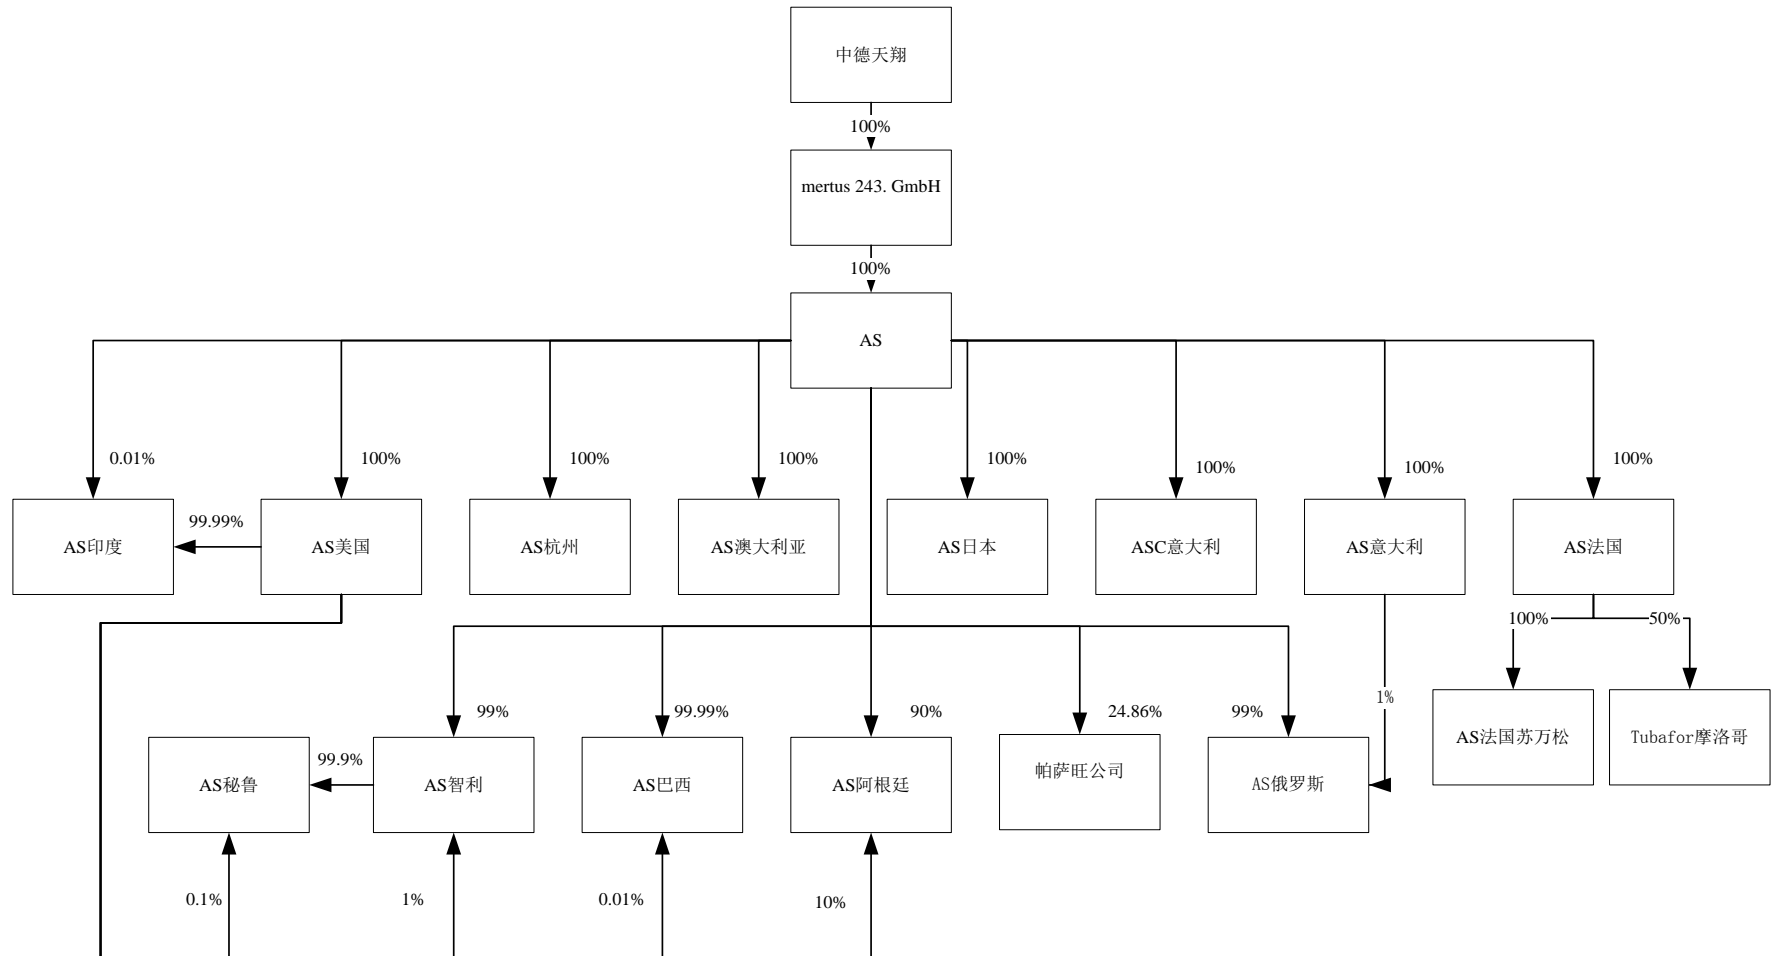 中德天翔
100%
mertus 243. GmbH
100%
AS
0.01%
100%
100%
100%
100%
100%
100%
100%
99.99%
AS印度
AS美国
AS杭州
AS澳大利亚
AS日本
ASC意大利
AS意大利
AS法国
100%
50%
99%
99.99%
90%
24.86%
99%
1%
AS法国苏万松
Tubafor摩洛哥
99.9%
AS秘鲁
AS智利
AS巴西
AS阿根廷
帕萨旺公司
AS俄罗斯
0.1%
1%
0.01%
10%